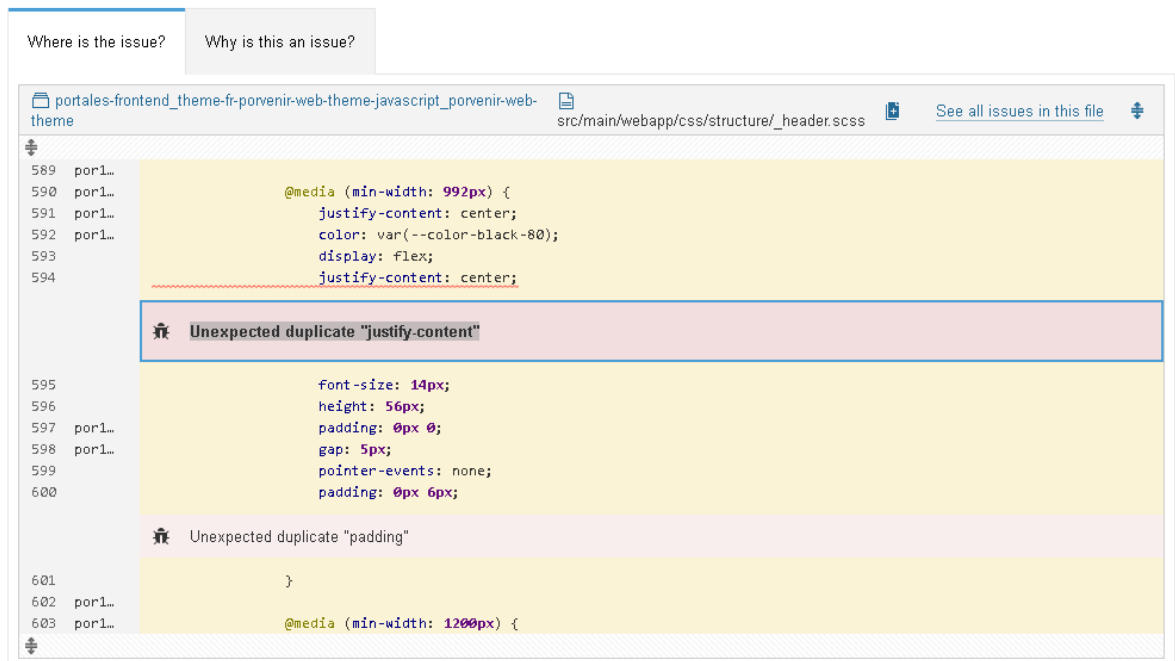 Where is the issue? Why is this an issue?
portales-frontend_theme-fr-porvenir-web-theme-javascript_porvenir-web-theme
src/main/webapp/css/structure/_header.scss
See all issues in this file
589 por1…
590 por1… @media (min-width: 992px) {
591 por1… justify-content: center;
592 por1… color: var(--color-black-80);
593 display: flex;
594 justify-content: center;
Unexpected duplicate "justify-content"
595 font-size: 14px;
596 height: 56px;
597 por1… padding: 0px 0;
598 por1… gap: 5px;
599 pointer-events: none;
600 padding: 0px 6px;
Unexpected duplicate "padding"
601 }
602 por1…
603 por1… @media (min-width: 1200px) {